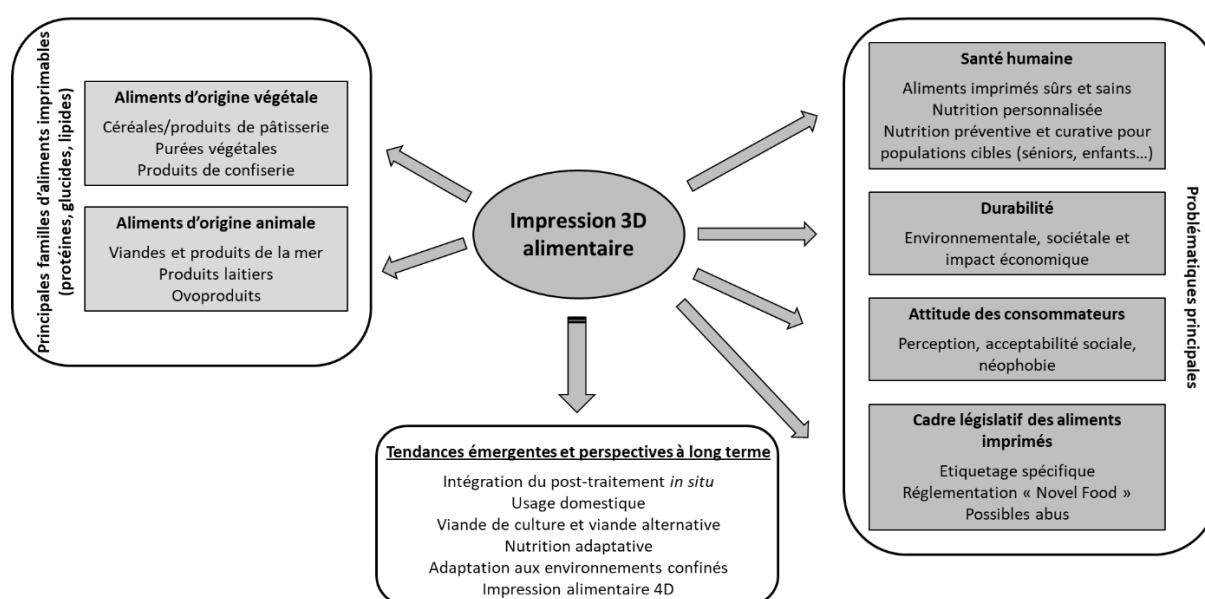 Principales familles d'aliments imprimables
(protéines, glucides, lipides)
Aliments d'origine végétale
Céréales/produits de pâtisserie
Purées végétales
Produits de confiserie
Aliments d'origine animale
Viandes et produits de la mer
Produits laitiers
Ovoproduits
Impression 3D
alimentaire
Tendances émergentes et perspectives à long terme
Intégration du post-traitement in situ
Usage domestique
Viande de culture et viande alternative
Nutrition adaptative
Adaptation aux environnements confinés
Impression alimentaire 4D
Problématiques principales
Santé humaine
Aliments imprimés sûrs et sains
Nutrition personnalisée
Nutrition préventive et curative pour
populations cibles (séniors, enfants…)
Durabilité
Environnementale, sociétale et
impact économique
Attitude des consommateurs
Perception, acceptabilité sociale,
néophobie
Cadre législatif des aliments
imprimés
Etiquetage spécifique
Réglementation « Novel Food »
Possibles abus